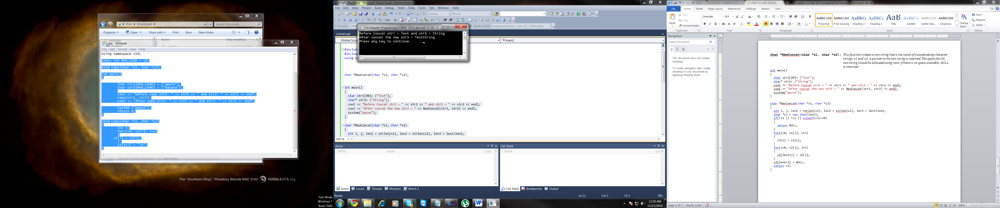 Rios ▸ Downloads ▸
Search Downloads
Organize Open Share with Print Burn New folder
Copy - Notepad
File Edit Format View Help
using namespace std;
const int MAX_CHAR = 10;
void Copy(char *s1, char *s2);
int main()
{
char str1[MAX_CHAR] = {"apple"};
char str2[MAX_CHAR] = {"banana"};
cout << "Before copy str1: " << str1 << " and str2: " << str2 << endl;
Copy(str1, str2);
cout << "After copy str1: " << str1 << " and str2: " << str2 << endl;
system ("pause");
return 0;
}
void Copy(char *s1, char *s2)
{
int i;
for(i=0; s2[i]; i++)
{
s1[i] = s2[i];
}
s1[++i] = '\n';
}
The "Southern Ring": Planetary Nebula NGC 3132 HUBBLESITE.org
Test Mode
Windows 7
Build 7600
length (Running) - Microsoft Visual Studio (Administrator)
File Edit View Project Build Debug Team Data Tools Test Window Help
Debug Win32
Hex
Process: Stack Frame: length.exe!main() Line 19 + 0x16 bytes
J:\Computer Programing\COMSC 265\Labs\Lab 15-16 - C ...
Before Concat str1 = Test and str2 = String
After concat the new str3 = TestString
Press any key to continue . . . _
concat.cpp
(Global Scop main()
#includ
#includ
using n
char *NewConcat(char *s1, char *s2);
int main()
{
char str1[90]= {"Test"};
char* str2= {"String"};
cout << "Before Concat str1 = " << str1 << " and str2 = " << str2 << endl;
cout << "After concat the new str3 = " << NewConcat(str1, str2) << endl;
system("pause");
}
char *NewConcat(char *s1, char *s2)
{
int i, j, len1 = strlen(s1), len2 = strlen(s2), len3 = len1+len2;
100 %
Autos
Name Value Type
Call Stack
Name Lan
Autos Locals Threads Modules Watch 1
Call Stack Breakpoints Output
Ready Ln 11 Col 1 Ch 1 INS
12:39 AM
11/21/2010
Chapter 15 and 16 [Compatibility Mode] - Microsoft Word
File Home Insert Page Layout References Mailings Review View
Paste Cut Copy Format Painter
Consolas 9.5
AaBbCcDd AaBbCcDd AaBbCc AaBbCc AaB AaBbCcI AaBbCcDd AaBbCcDd
¶ Normal ¶ No Spacing Heading 1 Heading 2 Title Subtitle Subtle Emp... Emphasis
Change Styles
Find Replace Select
Clipboard Font Paragraph Styles Editing
Navigation
Search Document
This document does not contain
headings.
To create navigation tabs, create
headings in your document by
applying Heading Styles.
char *NewConcat(char *s1, char *s2); This function creates a new string that is the result of concatenating character
strings s1 and s2. A pointer to the new string is returned. The space for the
new string should be allocated using new; if there is no space available, NULL
is returned.
int main()
{
char str1[90]= {"Test"};
char* str2= {"String"};
cout << "Before Concat str1 = " << str1 << " and str2 = " << str2 << endl;
cout << "After concat the new str3 = " << NewConcat(str1, str2) << endl;
system("pause");
}
char *NewConcat(char *s1, char *s2)
{
int i, j, len1 = strlen(s1), len2 = strlen(s2), len3 = len1+len2;
char *s3 = new char[len3];
if(!s1 || !s2 || sizeof(s3)==0)
{
return NULL;
}
for(i=0; s1[i]; i++)
{
s3[i] = s1[i];
}
for(j=0; s2[j]; j++)
{
s3[len1+j] = s2[j];
}
s3[len1+j] = NULL;
return s3;
}
Page: 5 of 5 Words: 1,026 100%